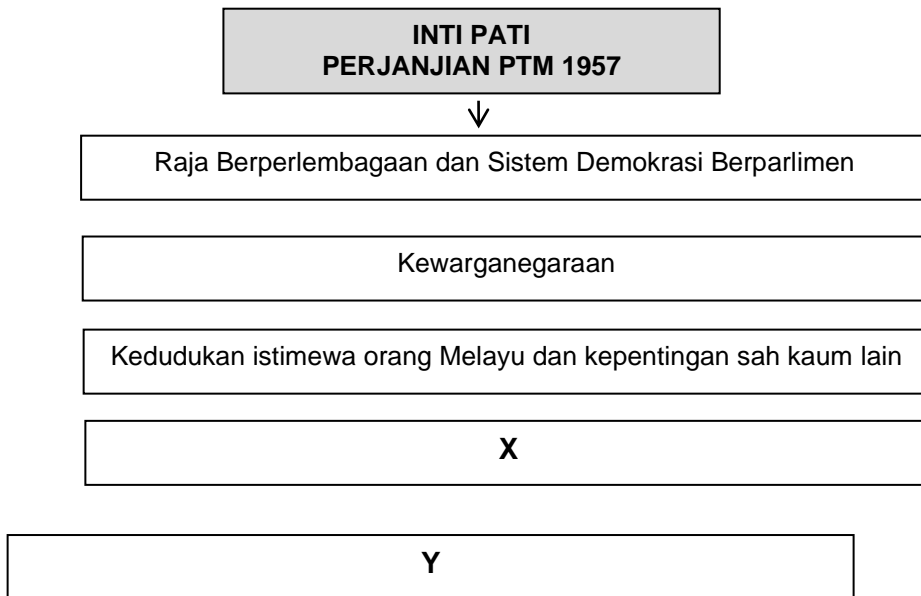 INTI PATI
PERJANJIAN PTM 1957
Raja Berperlembagaan dan Sistem Demokrasi Berparlimen
Kewarganegaraan
Kedudukan istimewa orang Melayu dan kepentingan sah kaum lain
X
Y